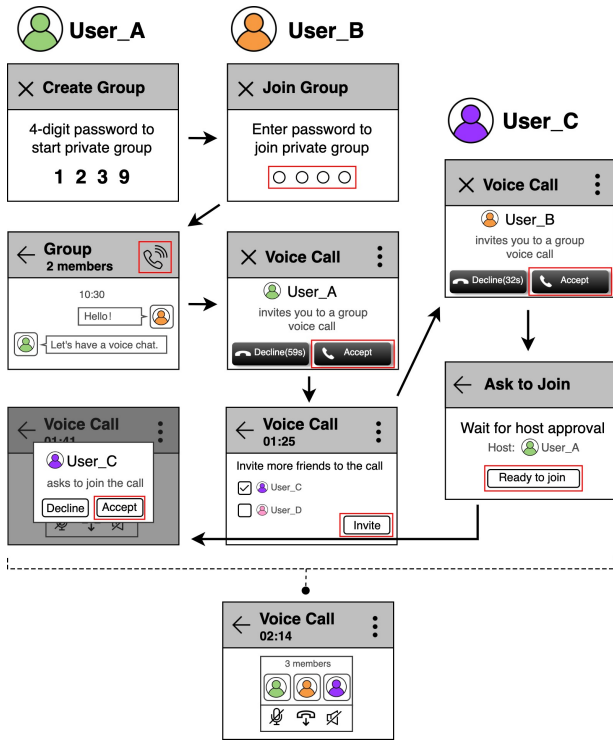 User_A
User_B
Create Group
4-digit password to
start private group
1 2 3 9
Join Group
Enter password to
join private group
User_C
Voice Call
User_B
invites you to a group
voice call
Decline(32s)
Accept
Group
2 members
10:30
Hello!
Let's have a voice chat.
Voice Call
User_A
invites you to a group
voice call
Decline(59s)
Accept
Ask to Join
Wait for host approval
Host: User_A
Ready to join
Voice Call
01:41
User_C
asks to join the call
Decline
Accept
Voice Call
01:25
Invite more friends to the call
User_C
User_D
Invite
Voice Call
02:14
3 members